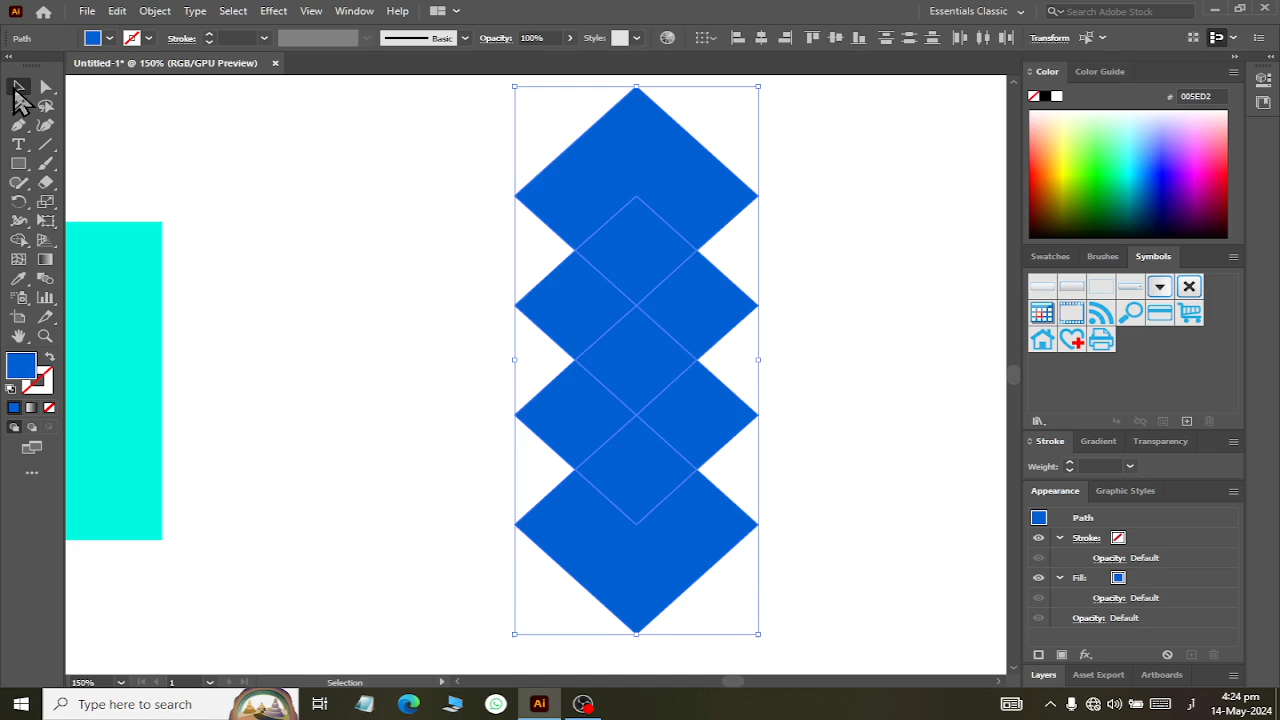 Ai File Edit Object Type Select Effect View Window Help Essentials Classic Search Adobe Stock
Path Stroke: Basic Opacity: 100% Styles: Transform
Untitled-1* @ 150% (RGB/GPU Preview)
Color Color Guide
# 005ED2
Swatches Brushes Symbols
Stroke Gradient Transparency
Weight:
Appearance Graphic Styles
Path
Stroke:
Opacity: Default
Fill:
Opacity: Default
Opacity: Default
fx
Layers Asset Export Artboards
150% 1 Selection
Type here to search
Ai
4:24 pm
14-May-2024